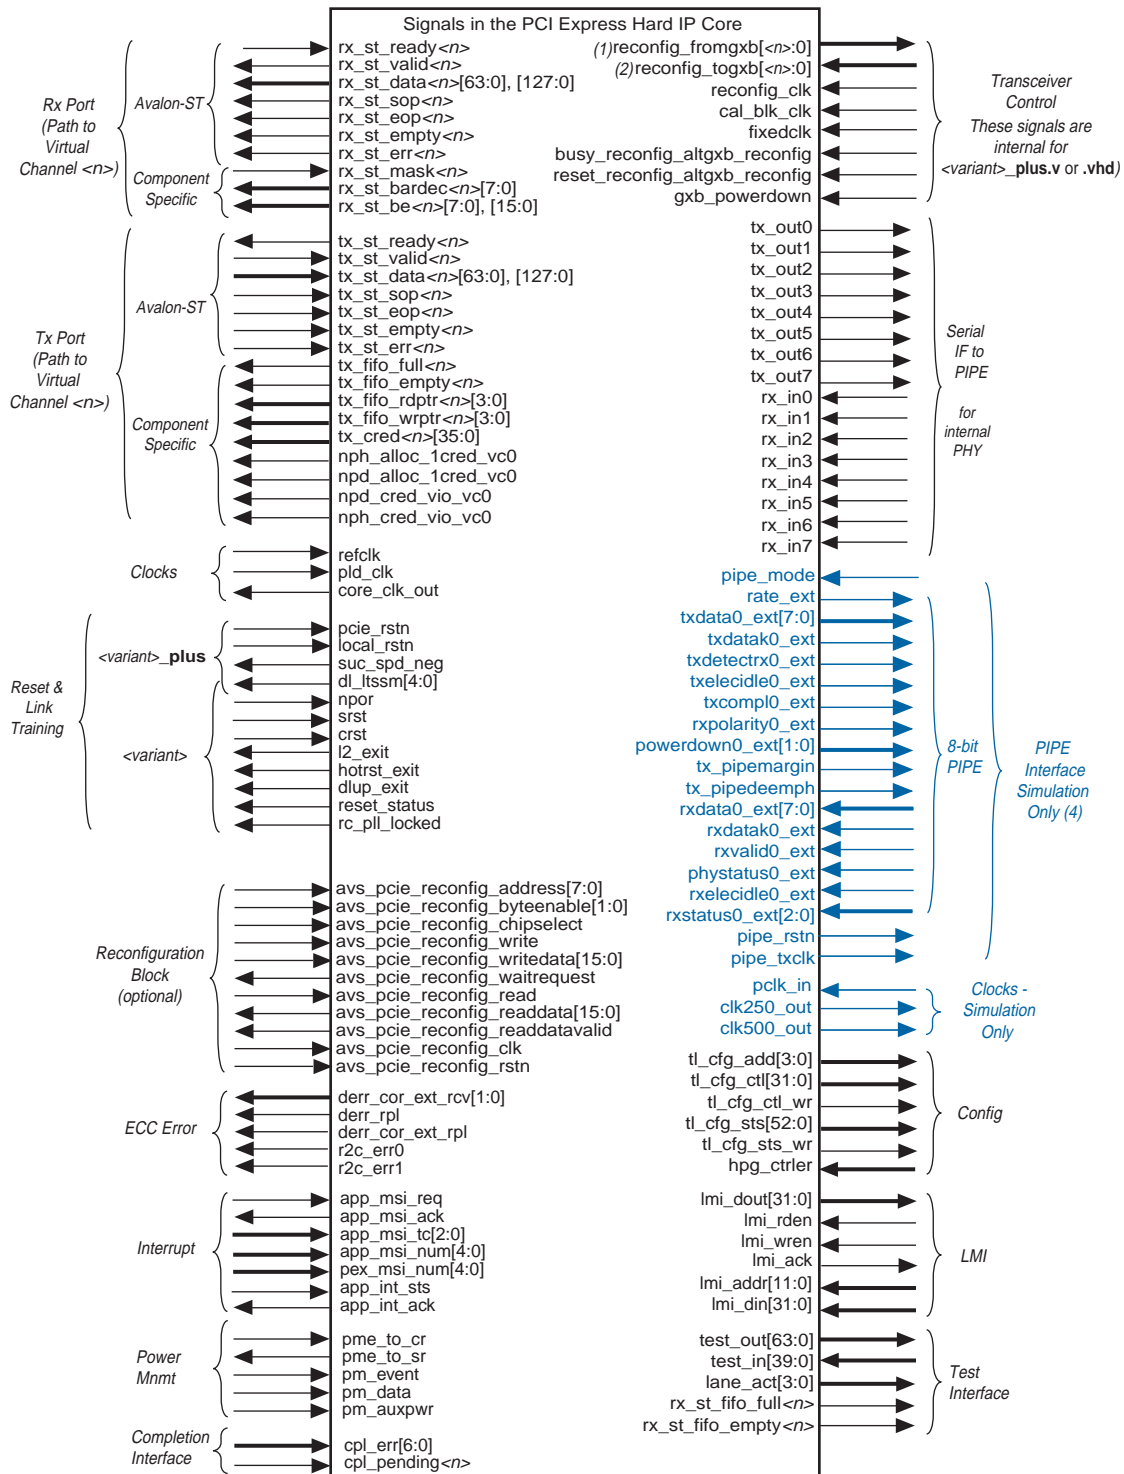 Signals in the PCI Express Hard IP Core
Rx Port
(Path to
Virtual
Channel <n>)
Avalon-ST
rx_st_ready<n>
rx_st_valid<n>
rx_st_data<n>[63:0], [127:0]
rx_st_sop<n>
rx_st_eop<n>
rx_st_empty<n>
rx_st_err<n>
Component
Specific
rx_st_mask<n>
rx_st_bardec<n>[7:0]
rx_st_be<n>[7:0], [15:0]
Tx Port
(Path to
Virtual
Channel <n>)
Avalon-ST
tx_st_ready<n>
tx_st_valid<n>
tx_st_data<n>[63:0], [127:0]
tx_st_sop<n>
tx_st_eop<n>
tx_st_empty<n>
tx_st_err<n>
Component
Specific
tx_fifo_full<n>
tx_fifo_empty<n>
tx_fifo_rdptr<n>[3:0]
tx_fifo_wrptr<n>[3:0]
tx_cred<n>[35:0]
nph_alloc_1cred_vc0
npd_alloc_1cred_vc0
npd_cred_vio_vc0
nph_cred_vio_vc0
Clocks
refclk
pld_clk
core_clk_out
Reset &
Link
Training
<variant>_plus
pcie_rstn
local_rstn
suc_spd_neg
dl_ltssm[4:0]
<variant>
npor
srst
crst
l2_exit
hotrst_exit
dlup_exit
reset_status
rc_pll_locked
Reconfiguration
Block
(optional)
avs_pcie_reconfig_address[7:0]
avs_pcie_reconfig_byteenable[1:0]
avs_pcie_reconfig_chipselect
avs_pcie_reconfig_write
avs_pcie_reconfig_writedata[15:0]
avs_pcie_reconfig_waitrequest
avs_pcie_reconfig_read
avs_pcie_reconfig_readdata[15:0]
avs_pcie_reconfig_readdatavalid
avs_pcie_reconfig_clk
avs_pcie_reconfig_rstn
ECC Error
derr_cor_ext_rcv[1:0]
derr_rpl
derr_cor_ext_rpl
r2c_err0
r2c_err1
Interrupt
app_msi_req
app_msi_ack
app_msi_tc[2:0]
app_msi_num[4:0]
pex_msi_num[4:0]
app_int_sts
app_int_ack
Power
Mnmt
pme_to_cr
pme_to_sr
pm_event
pm_data
pm_auxpwr
Completion
Interface
cpl_err[6:0]
cpl_pending<n>
(1)reconfig_fromgxb[<n>:0]
(2)reconfig_togxb[<n>:0]
reconfig_clk
cal_blk_clk
fixedclk
busy_reconfig_altgxb_reconfig
reset_reconfig_altgxb_reconfig
gxb_powerdown
Transceiver
Control
These signals are
internal for
<variant>_plus.v or .vhd)
tx_out0
tx_out1
tx_out2
tx_out3
tx_out4
tx_out5
tx_out6
tx_out7
rx_in0
rx_in1
rx_in2
rx_in3
rx_in4
rx_in5
rx_in6
rx_in7
Serial
IF to
PIPE
for
internal
PHY
pipe_mode
rate_ext
txdata0_ext[7:0]
txdatak0_ext
txdetectrx0_ext
txelecidle0_ext
txcompl0_ext
rxpolarity0_ext
powerdown0_ext[1:0]
tx_pipemargin
tx_pipedeemph
rxdata0_ext[7:0]
rxdatak0_ext
rxvalid0_ext
phystatus0_ext
rxelecidle0_ext
rxstatus0_ext[2:0]
pipe_rstn
pipe_txclk
8-bit
PIPE
PIPE
Interface
Simulation
Only (4)
pclk_in
clk250_out
clk500_out
Clocks -
Simulation
Only
tl_cfg_add[3:0]
tl_cfg_ctl[31:0]
tl_cfg_ctl_wr
tl_cfg_sts[52:0]
tl_cfg_sts_wr
hpg_ctrler
Config
lmi_dout[31:0]
lmi_rden
lmi_wren
lmi_ack
lmi_addr[11:0]
lmi_din[31:0]
LMI
test_out[63:0]
test_in[39:0]
lane_act[3:0]
rx_st_fifo_full<n>
rx_st_fifo_empty<n>
Test
Interface